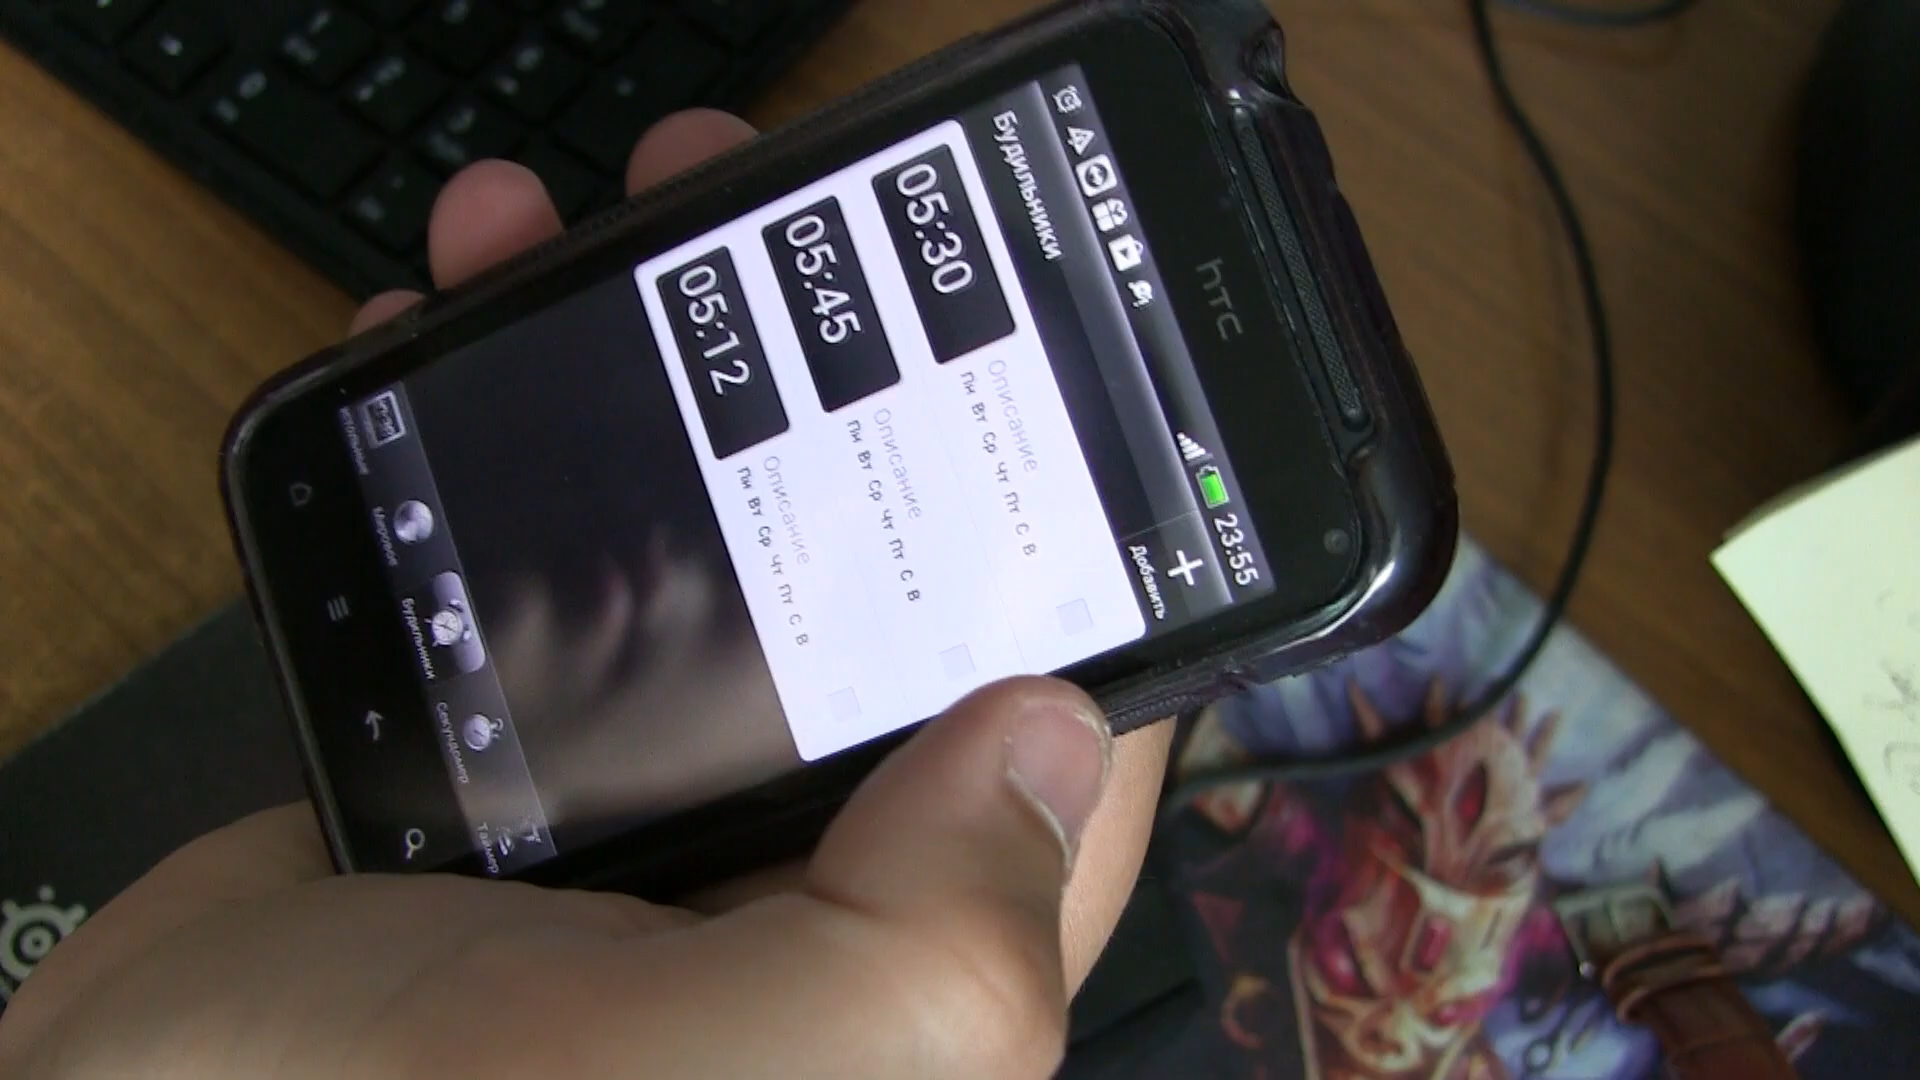 hTC
23:55
Будильники
Добавить
05:30
Описание
Пн Вт Ср Чт Пт С В
05:45
Описание
Пн Вт Ср Чт Пт С В
05:12
Описание
Пн Вт Ср Чт Пт С В
Мировое
Будильники
Секундомер
Таймер